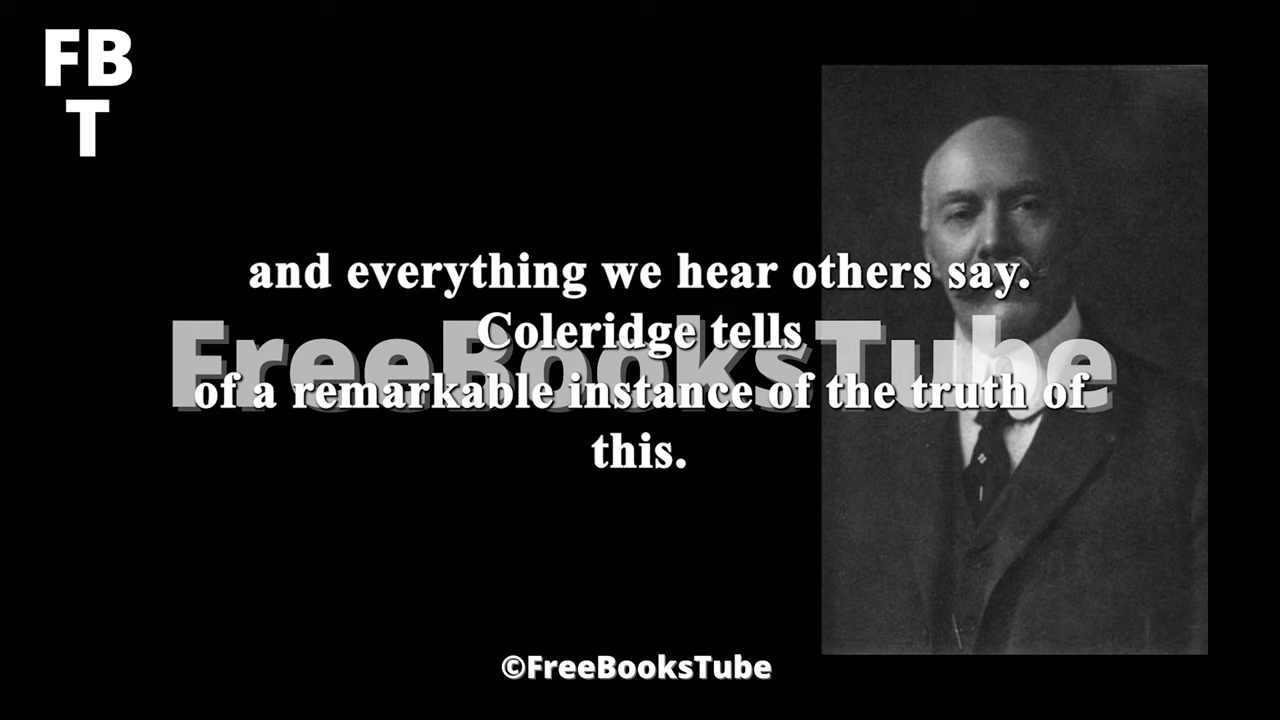 FB
T
and everything we hear others say.
Coleridge tells
FreeBooksTube
of a remarkable instance of the truth of
this.
©FreeBooksTube